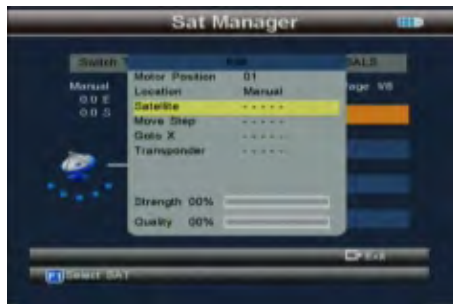 Sat Manager
Switch
Edit
SALS
Motor Position 01
Manual
Location Manual
0.0 E
Satellite - - - - -
0.0 S
Move Step - - - - -
Goto X - - - - -
Transponder - - - - -
Strength 00%
Quality 00%
Exit
F1 Select SAT